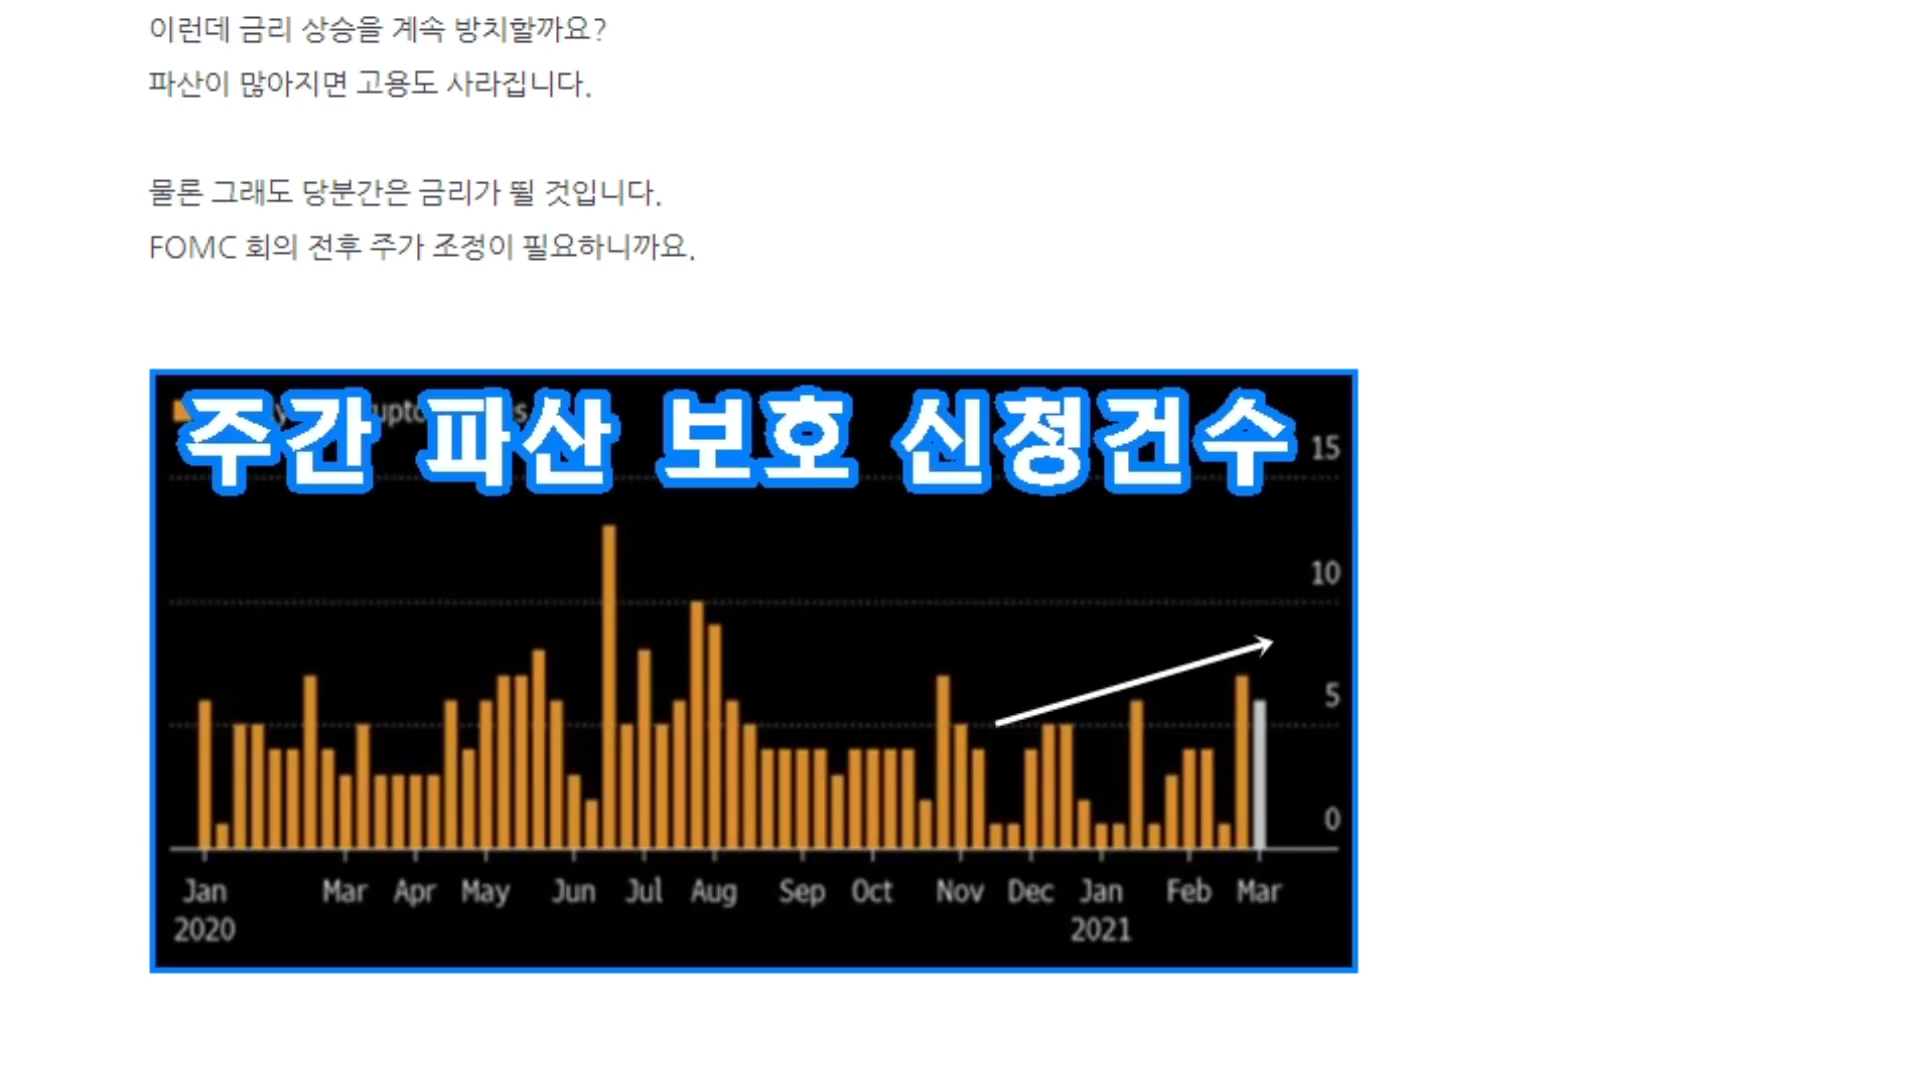 이런데 금리 상승을 계속 방치할까요?
파산이 많아지면 고용도 사라집니다.
물론 그래도 당분간은 금리가 뛸 것입니다.
FOMC 회의 전후 주가 조정이 필요하니까요.
주간 파산 보호 신청건수
15
10
5
0
Jan Mar Apr May Jun Jul Aug Sep Oct Nov Dec Jan Feb Mar
2020 2021